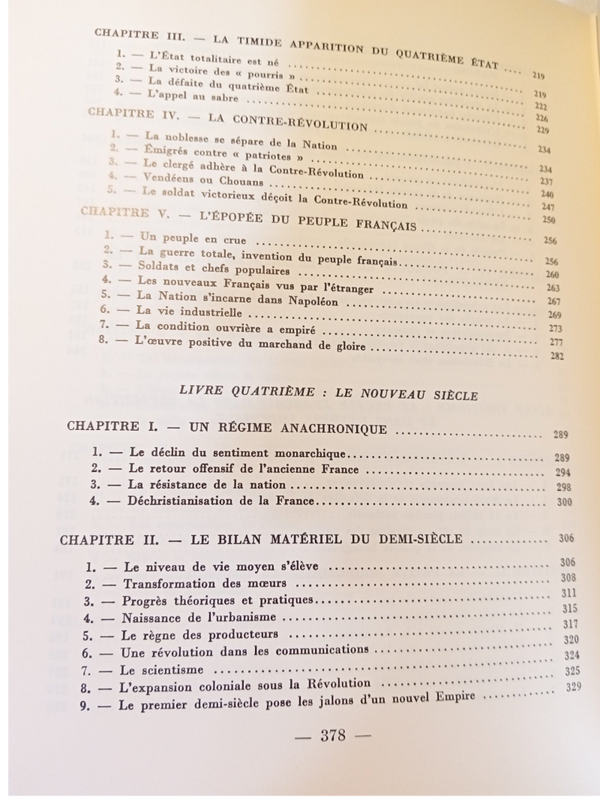 CHAPITRE III. — LA TIMIDE APPARITION DU QUATRIÈME ÉTAT .... 219
1. — L'État totalitaire est né .......... 219
2. — La victoire des « pourris » .......... 222
3. — La défaite du quatrième État .......... 226
4. — L'appel au sabre .......... 229
CHAPITRE IV. — LA CONTRE-RÉVOLUTION .......... 234
1. — La noblesse se sépare de la Nation .......... 234
2. — Émigrés contre « patriotes » .......... 237
3. — Le clergé adhère à la Contre-Révolution .......... 240
4. — Vendéens ou Chouans .......... 247
5. — Le soldat victorieux déçoit la Contre-Révolution .......... 250
CHAPITRE V. — L'ÉPOPÉE DU PEUPLE FRANÇAIS .......... 256
1. — Un peuple en crue .......... 256
2. — La guerre totale, invention du peuple français .......... 260
3. — Soldats et chefs populaires .......... 263
4. — Les nouveaux Français vus par l'étranger .......... 267
5. — La Nation s'incarne dans Napoléon .......... 269
6. — La vie industrielle .......... 273
7. — La condition ouvrière a empiré .......... 277
8. — L'œuvre positive du marchand de gloire .......... 282
LIVRE QUATRIÈME : LE NOUVEAU SIÈCLE
CHAPITRE I. — UN RÉGIME ANACHRONIQUE .......... 289
1. — Le déclin du sentiment monarchique .......... 289
2. — Le retour offensif de l'ancienne France .......... 294
3. — La résistance de la nation .......... 298
4. — Déchristianisation de la France .......... 300
CHAPITRE II. — LE BILAN MATÉRIEL DU DEMI-SIÈCLE .......... 306
1. — Le niveau de vie moyen s'élève .......... 306
2. — Transformation des mœurs .......... 308
3. — Progrès théoriques et pratiques .......... 311
4. — Naissance de l'urbanisme .......... 315
5. — Le règne des producteurs .......... 317
6. — Une révolution dans les communications .......... 320
7. — Le scientisme .......... 324
8. — L'expansion coloniale sous la Révolution .......... 325
9. — Le premier demi-siècle pose les jalons d'un nouvel Empire .......... 329
— 378 —